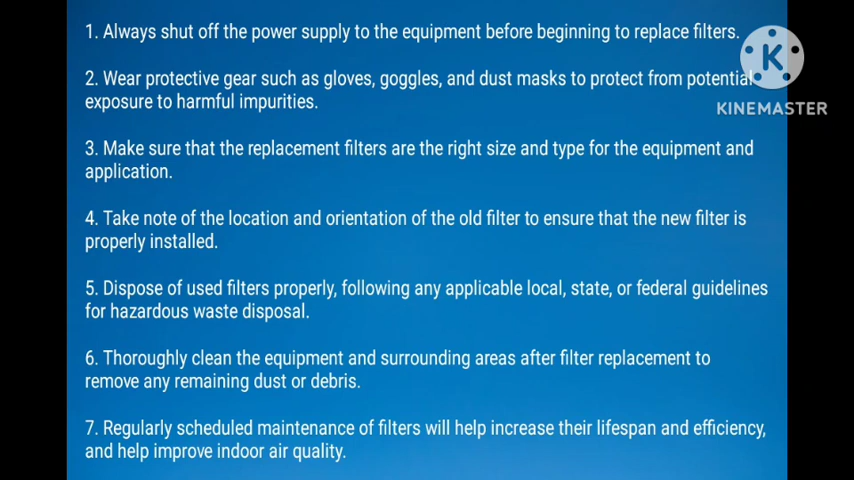 1. Always shut off the power supply to the equipment before beginning to replace filters.
2. Wear protective gear such as gloves, goggles, and dust masks to protect from potential
exposure to harmful impurities.
3. Make sure that the replacement filters are the right size and type for the equipment and
application.
4. Take note of the location and orientation of the old filter to ensure that the new filter is
properly installed.
5. Dispose of used filters properly, following any applicable local, state, or federal guidelines
for hazardous waste disposal.
6. Thoroughly clean the equipment and surrounding areas after filter replacement to
remove any remaining dust or debris.
7. Regularly scheduled maintenance of filters will help increase their lifespan and efficiency,
and help improve indoor air quality.
K
KINEMASTER